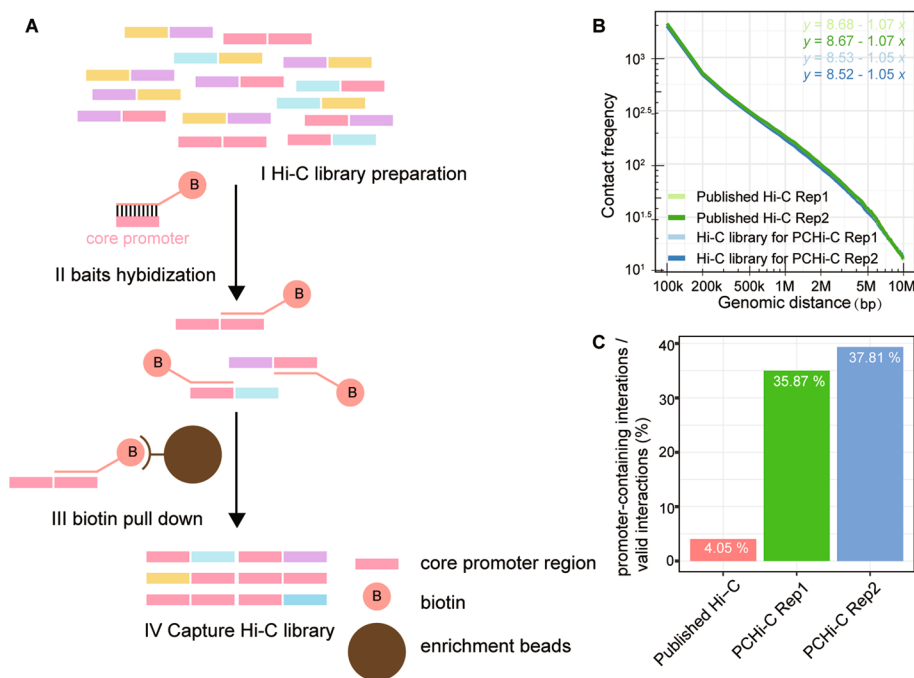 A
I Hi-C library preparation
B
core promoter
II baits hybidization
B
B
B
B
III biotin pull down
core promoter region
B
biotin
IV Capture Hi-C library
enrichment beads
B
y = 8.68 - 1.07 x
y = 8.67 - 1.07 x
y = 8.53 - 1.05 x
y = 8.52 - 1.05 x
Contact freqency
10³
10²·⁵
10²
10¹·⁵
10¹
Published Hi-C Rep1
Published Hi-C Rep2
Hi-C library for PCHi-C Rep1
Hi-C library for PCHi-C Rep2
100k 200k 500k 1M 2M 5M 10M
Genomic distance (bp)
C
promoter-containing interations /
valid interactions (%)
40
30
20
10
0
4.05 %
35.87 %
37.81 %
Published Hi-C
PCHi-C Rep1
PCHi-C Rep2